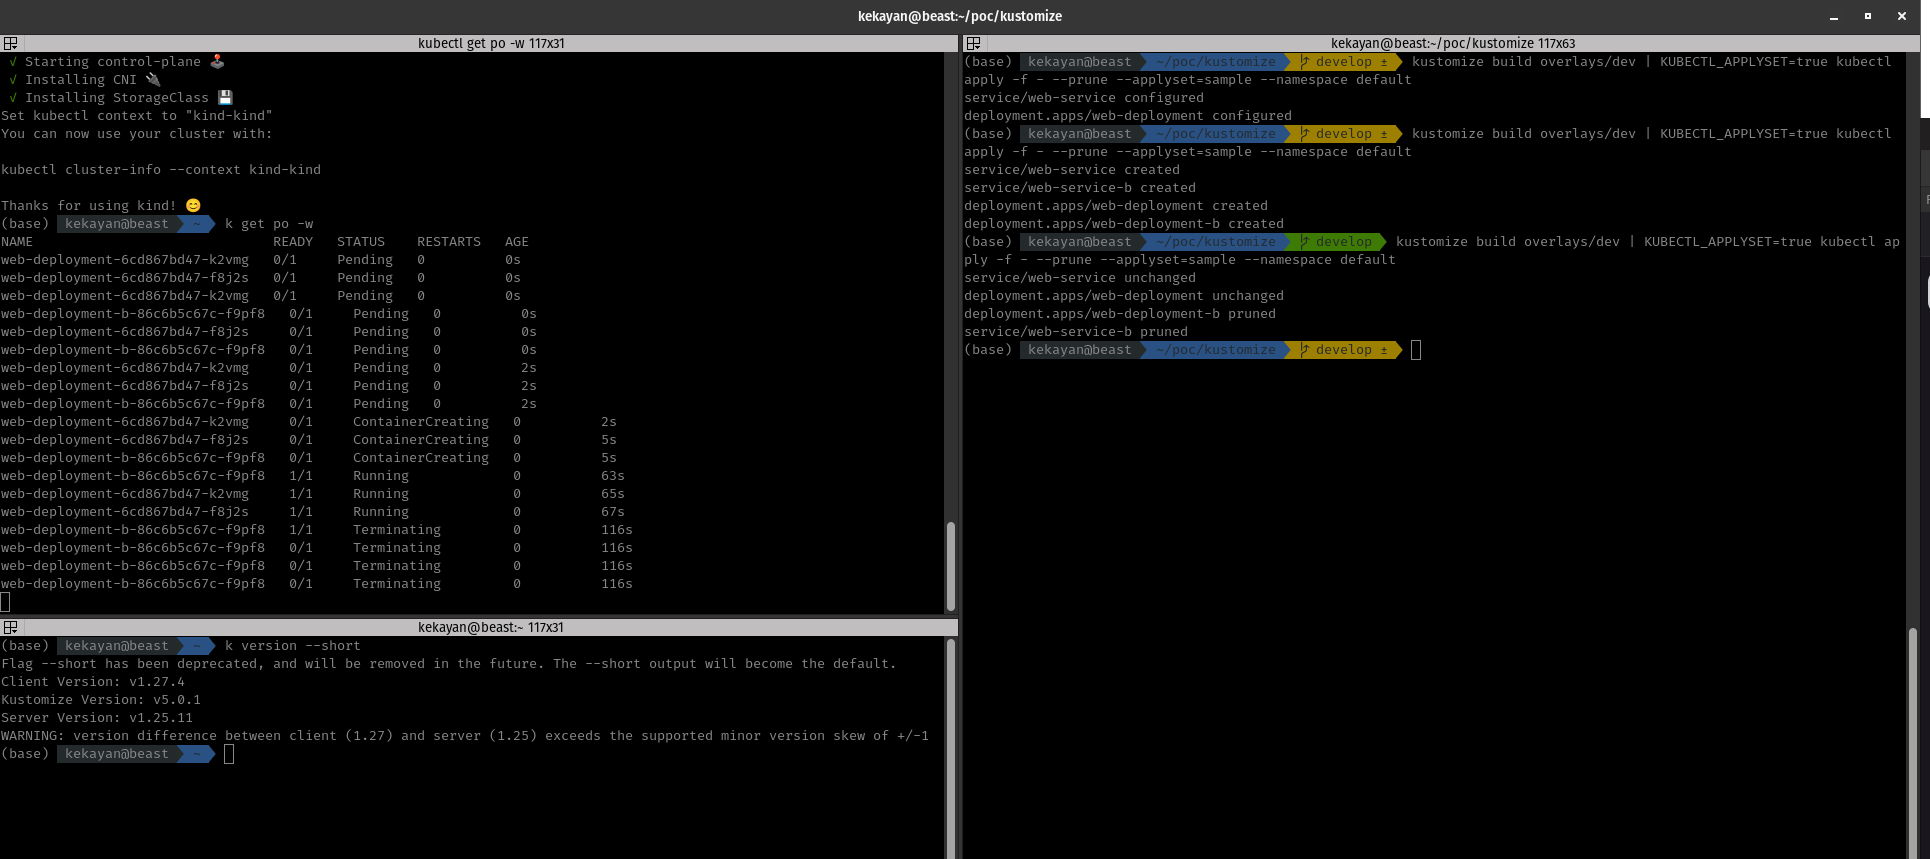 kekayan@beast:~/poc/kustomize
kubectl get po -w 117x31
√ Starting control-plane 🕹️
√ Installing CNI 🔌
√ Installing StorageClass 💾
Set kubectl context to "kind-kind"
You can now use your cluster with:
kubectl cluster-info --context kind-kind
Thanks for using kind! 😊
(base) kekayan@beast ~ k get po -w
NAME READY STATUS RESTARTS AGE
web-deployment-6cd867bd47-k2vmg 0/1 Pending 0 0s
web-deployment-6cd867bd47-f8j2s 0/1 Pending 0 0s
web-deployment-6cd867bd47-k2vmg 0/1 Pending 0 0s
web-deployment-b-86c6b5c67c-f9pf8 0/1 Pending 0 0s
web-deployment-6cd867bd47-f8j2s 0/1 Pending 0 0s
web-deployment-b-86c6b5c67c-f9pf8 0/1 Pending 0 0s
web-deployment-6cd867bd47-k2vmg 0/1 Pending 0 2s
web-deployment-6cd867bd47-f8j2s 0/1 Pending 0 2s
web-deployment-b-86c6b5c67c-f9pf8 0/1 Pending 0 2s
web-deployment-6cd867bd47-k2vmg 0/1 ContainerCreating 0 2s
web-deployment-6cd867bd47-f8j2s 0/1 ContainerCreating 0 5s
web-deployment-b-86c6b5c67c-f9pf8 0/1 ContainerCreating 0 5s
web-deployment-b-86c6b5c67c-f9pf8 1/1 Running 0 63s
web-deployment-6cd867bd47-k2vmg 1/1 Running 0 65s
web-deployment-6cd867bd47-f8j2s 1/1 Running 0 67s
web-deployment-b-86c6b5c67c-f9pf8 1/1 Terminating 0 116s
web-deployment-b-86c6b5c67c-f9pf8 0/1 Terminating 0 116s
web-deployment-b-86c6b5c67c-f9pf8 0/1 Terminating 0 116s
web-deployment-b-86c6b5c67c-f9pf8 0/1 Terminating 0 116s
kekayan@beast:~ 117x31
(base) kekayan@beast ~ k version --short
Flag --short has been deprecated, and will be removed in the future. The --short output will become the default.
Client Version: v1.27.4
Kustomize Version: v5.0.1
Server Version: v1.25.11
WARNING: version difference between client (1.27) and server (1.25) exceeds the supported minor version skew of +/-1
(base) kekayan@beast ~
kekayan@beast:~/poc/kustomize 117x63
(base) kekayan@beast ~/poc/kustomize develop ± kustomize build overlays/dev | KUBECTL_APPLYSET=true kubectl
apply -f - --prune --applyset=sample --namespace default
service/web-service configured
deployment.apps/web-deployment configured
(base) kekayan@beast ~/poc/kustomize develop ± kustomize build overlays/dev | KUBECTL_APPLYSET=true kubectl
apply -f - --prune --applyset=sample --namespace default
service/web-service created
service/web-service-b created
deployment.apps/web-deployment created
deployment.apps/web-deployment-b created
(base) kekayan@beast ~/poc/kustomize develop kustomize build overlays/dev | KUBECTL_APPLYSET=true kubectl ap
ply -f - --prune --applyset=sample --namespace default
service/web-service unchanged
deployment.apps/web-deployment unchanged
deployment.apps/web-deployment-b pruned
service/web-service-b pruned
(base) kekayan@beast ~/poc/kustomize develop ±